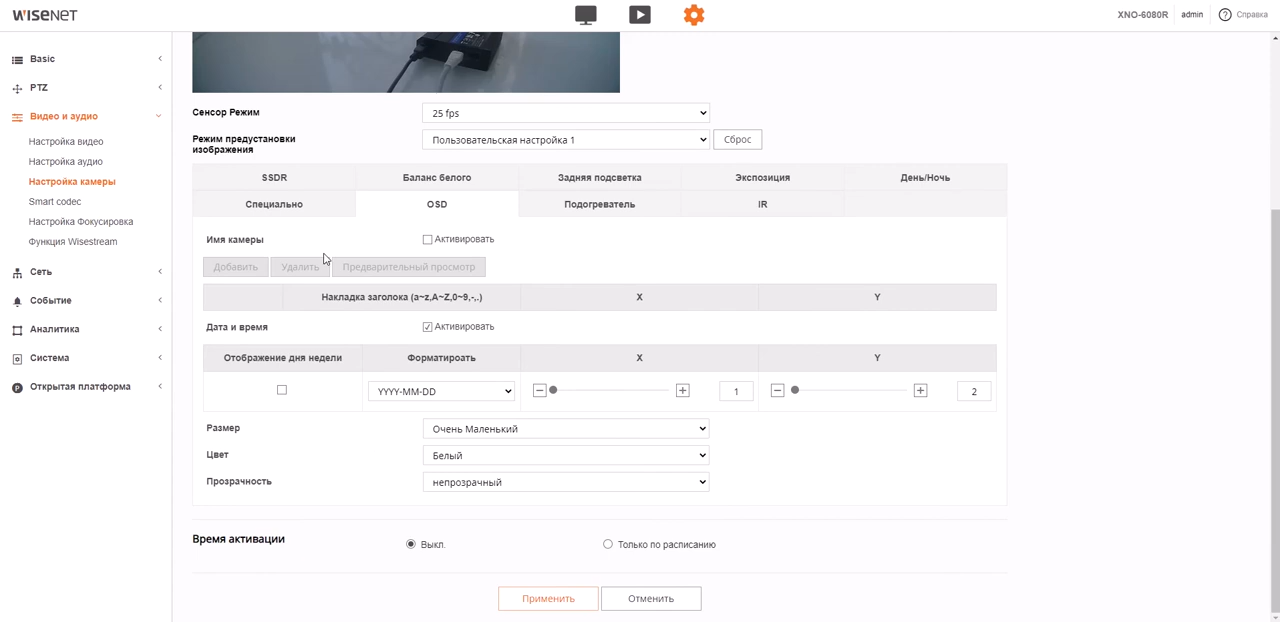 WISENET
XNO-6080R
admin
? Справка
Basic
PTZ
Видео и аудио
Настройка видео
Настройка аудио
Настройка камеры
Smart codec
Настройка Фокусировка
Функция Wisestream
Сеть
Событие
Аналитика
Система
Открытая платформа
Сенсор Режим
25 fps
Режим предустановки
изображения
Пользовательская настройка 1
Сброс
SSDR
Баланс белого
Задняя подсветка
Экспозиция
День/Ночь
Специально
OSD
Подогреватель
IR
Имя камеры
Активировать
Добавить
Удалить
Предварительный просмотр
Накладка заголока (a~z,A~Z,0~9,-,.)
X
Y
Дата и время
Активировать
Отображение дня недели
Форматироать
X
Y
YYYY-MM-DD
1
2
Размер
Очень Маленький
Цвет
Белый
Прозрачность
непрозрачный
Время активации
Выкл.
Только по расписанию
Применить
Отменить